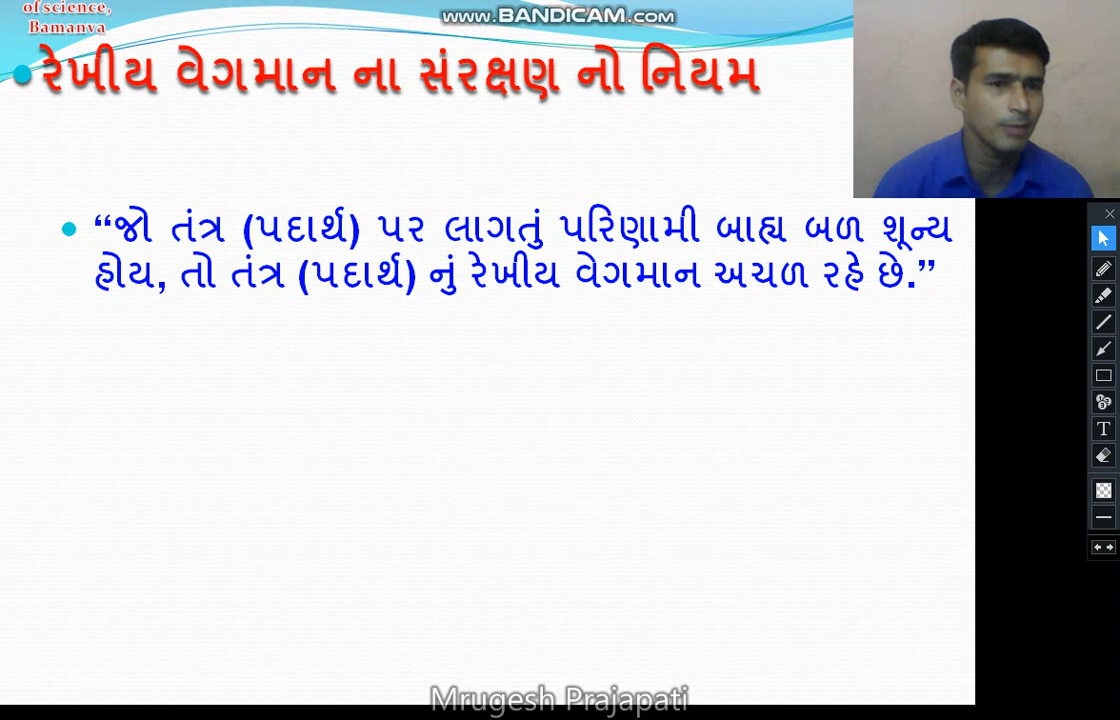 of science,
Bamanva
WWW.BANDICAM.COM
રેખીય વેગમાન ના સંરક્ષણ નો નિયમ
“જો તંત્ર (પદાર્થ) પર લાગતું પરિણામી બાહ્ય બળ શૂન્ય
હોય, તો તંત્ર (પદાર્થ) નું રેખીય વેગમાન અચળ રહે છે.”
Mrugesh Prajapati